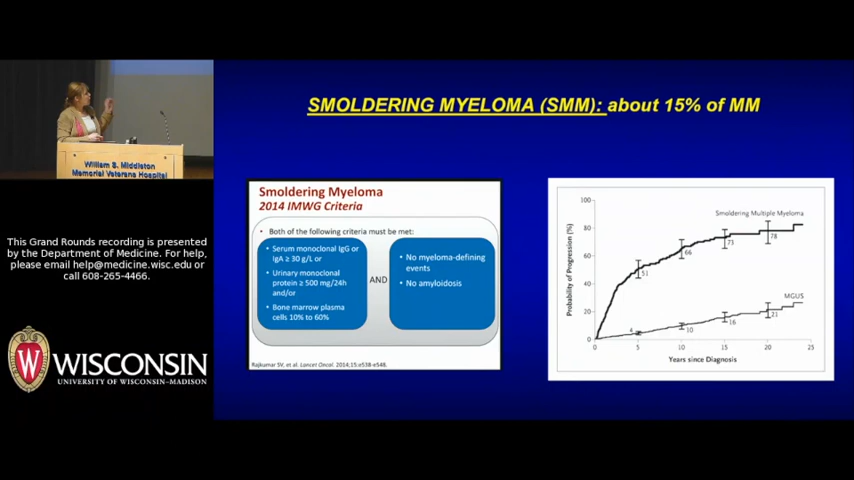 SMOLDERING MYELOMA (SMM): about 15% of MM
William S. Middleton
Memorial Veterans Hospital
This Grand Rounds recording is presented
by the Department of Medicine. For help,
please email help@medicine.wisc.edu or
call 608-265-4466.
WISCONSIN
UNIVERSITY OF WISCONSIN–MADISON
Smoldering Myeloma
2014 IMWG Criteria
• Both of the following criteria must be met:
• Serum monoclonal IgG or
IgA ≥ 30 g/L or
• Urinary monoclonal
protein ≥ 500 mg/24h
and/or
• Bone marrow plasma
cells 10% to 60%
AND
• No myeloma-defining
events
• No amyloidosis
Rajkumar SV, et al. Lancet Oncol. 2014;15:e538-e548.
Probability of Progression (%)
100
80
60
40
20
0
Smoldering Multiple Myeloma
51
66
73
78
MGUS
4
10
16
21
0 5 10 15 20 25
Years since Diagnosis